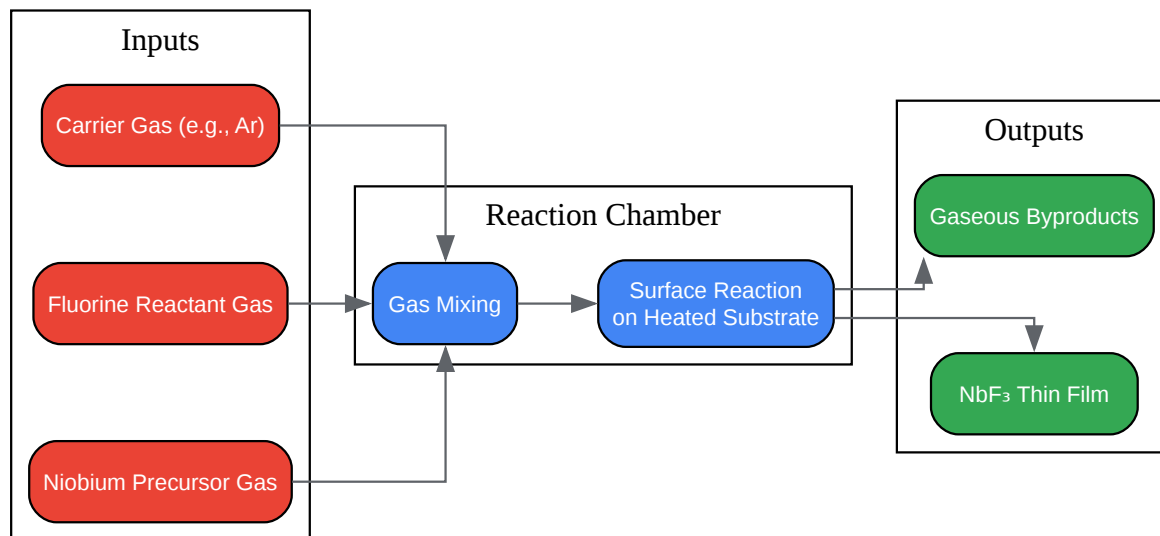 Inputs
Carrier Gas (e.g., Ar)
Fluorine Reactant Gas
Niobium Precursor Gas
Reaction Chamber
Gas Mixing
Surface Reaction
on Heated Substrate
Outputs
Gaseous Byproducts
NbF₃ Thin Film